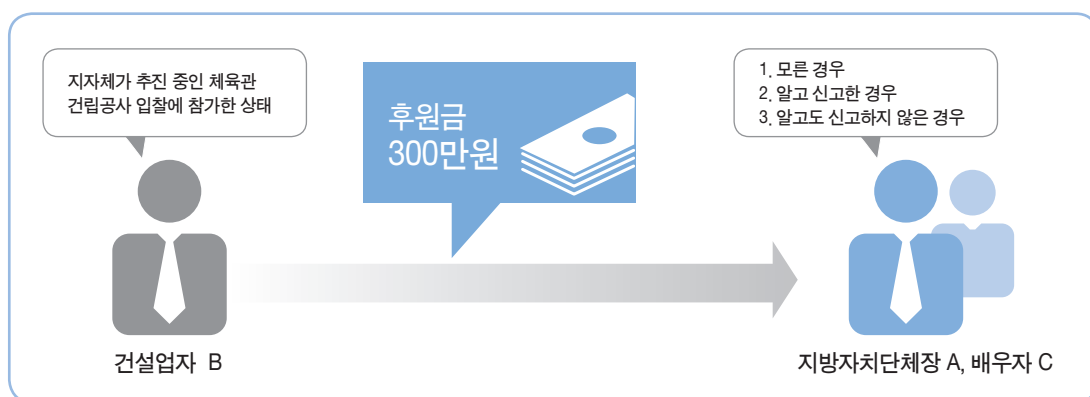 지자체가 추진 중인 체육관
건립공사 입찰에 참가한 상태
후원금
300만원
1. 모른 경우
2. 알고 신고한 경우
3. 알고도 신고하지 않은 경우
건설업자 B
지방자치단체장 A, 배우자 C